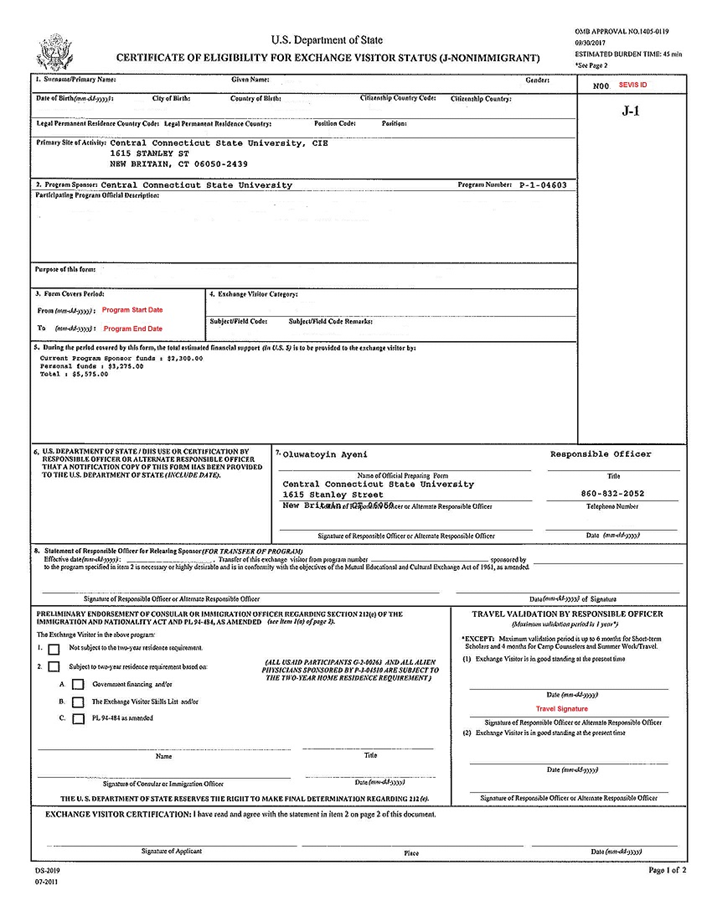 OMB APPROVAL NO.1405-0119
09/30/2017
ESTIMATED BURDEN TIME: 45 min
*See Page 2
U.S. Department of State
CERTIFICATE OF ELIGIBILITY FOR EXCHANGE VISITOR STATUS (J-NONIMMIGRANT)
1. Surname/Primary Name: Given Name: Gender:
N00 SEVIS ID
J-1
Date of Birth(mm-dd-yyyy): City of Birth: Country of Birth: Citizenship Country Code: Citizenship Country:
Legal Permanent Residence Country Code: Legal Permanent Residence Country: Position Code: Position:
Primary Site of Activity: Central Connecticut State University, CIE
1615 STANLEY ST
NEW BRITAIN, CT 06050-2439
2. Program Sponsor: Central Connecticut State University Program Number: P-1-04603
Participating Program Official Description:
Purpose of this form:
3. Form Covers Period:
From (mm-dd-yyyy): Program Start Date
To (mm-dd-yyyy): Program End Date
4. Exchange Visitor Category:
Subject/Field Code: Subject/Field Code Remarks:
5. During the period covered by this form, the total estimated financial support (in U.S. $) is to be provided to the exchange visitor by:
Current Program Sponsor funds : $2,300.00
Personal funds : $3,275.00
Total : $5,575.00
6. U.S. DEPARTMENT OF STATE / DHS USE OR CERTIFICATION BY
RESPONSIBLE OFFICER OR ALTERNATE RESPONSIBLE OFFICER
THAT A NOTIFICATION COPY OF THIS FORM HAS BEEN PROVIDED
TO THE U.S. DEPARTMENT OF STATE (INCLUDE DATE).
7. Oluwatoyin Ayeni Responsible Officer
Name of Official Preparing Form Title
Central Connecticut State University
1615 Stanley Street 860-832-2052
New Britain, CT 06050
Address of Responsible Officer or Alternate Responsible Officer Telephone Number
Signature of Responsible Officer or Alternate Responsible Officer Date (mm-dd-yyyy)
8. Statement of Responsible Officer for Releasing Sponsor(FOR TRANSFER OF PROGRAM)
Effective date(mm-dd-yyyy): . Transfer of this exchange visitor from program number sponsored by
to the program specified in item 2 is necessary or highly desirable and is in conformity with the objectives of the Mutual Educational and Cultural Exchange Act of 1961, as amended.
Signature of Responsible Officer or Alternate Responsible Officer Date(mm-dd-yyyy) of Signature
PRELIMINARY ENDORSEMENT OF CONSULAR OR IMMIGRATION OFFICER REGARDING SECTION 212(e) OF THE
IMMIGRATION AND NATIONALITY ACT AND PL 94-484, AS AMENDED (see item 1(a) of page 2).
The Exchange Visitor in the above program:
1. Not subject to the two-year residence requirement.
2. Subject to two-year residence requirement based on:
A. Government financing and/or
B. The Exchange Visitor Skills List and/or
C. PL 94-484 as amended
(ALL USAID PARTICIPANTS G-2-00263 AND ALL ALIEN
PHYSICIANS SPONSORED BY P-3-04510 ARE SUBJECT TO
THE TWO-YEAR HOME RESIDENCE REQUIREMENT)
Name Title
Signature of Consular or Immigration Officer Date (mm-dd-yyyy)
THE U. S. DEPARTMENT OF STATE RESERVES THE RIGHT TO MAKE FINAL DETERMINATION REGARDING 212 (e).
TRAVEL VALIDATION BY RESPONSIBLE OFFICER
(Maximum validation period is 1 year*)
*EXCEPT: Maximum validation period is up to 6 months for Short-term
Scholars and 4 months for Camp Counselors and Summer Work/Travel.
(1) Exchange Visitor is in good standing at the present time
Date (mm-dd-yyyy)
Travel Signature
Signature of Responsible Officer or Alternate Responsible Officer
(2) Exchange Visitor is in good standing at the present time
Date (mm-dd-yyyy)
Signature of Responsible Officer or Alternate Responsible Officer
EXCHANGE VISITOR CERTIFICATION: I have read and agree with the statement in item 2 on page 2 of this document.
Signature of Applicant Place Date (mm-dd-yyyy)
DS-2019
07-2011
Page 1 of 2